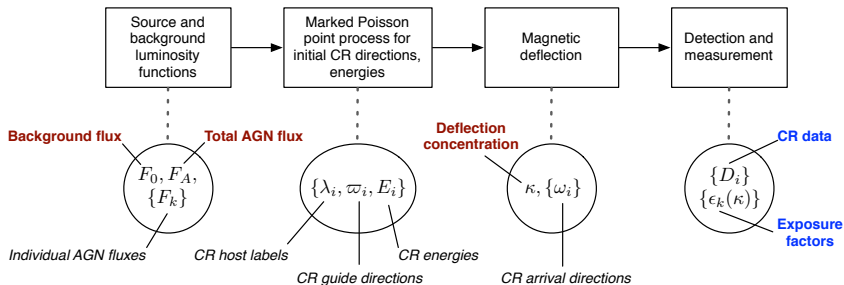 Source and
background
luminosity
functions
Marked Poisson
point process for
initial CR directions,
energies
Magnetic
deflection
Detection and
measurement
Background flux
Total AGN flux
F₀, F_A,
{F_k}
Individual AGN fluxes
{λ_i, ϖ_i, E_i}
CR host labels
CR guide directions
CR energies
Deflection
concentration
κ, {ω_i}
CR arrival directions
CR data
{D_i}
{ϵ_k(κ)}
Exposure
factors